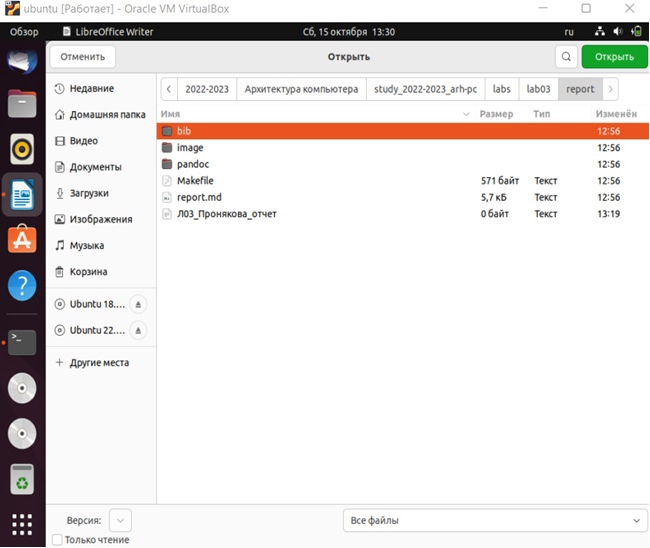 ubuntu [Работает] - Oracle VM VirtualBox
Обзор LibreOffice Writer Сб, 15 октября 13:30 ru
Отменить Открыть Открыть
Недавние
Домашняя папка
Видео
Документы
Загрузки
Изображения
Музыка
Корзина
Ubuntu 18....
Ubuntu 22....
+ Другие места
2022-2023 Архитектура компьютера study_2022-2023_arh-pc labs lab03 report
Имя Размер Тип Изменён
bib 12:56
image 12:56
pandoc 12:56
Makefile 571 байт Текст 12:56
report.md 5,7 кБ Текст 12:56
Л03_Пронякова_отчет 0 байт Текст 13:19
Версия: Все файлы
Только чтение